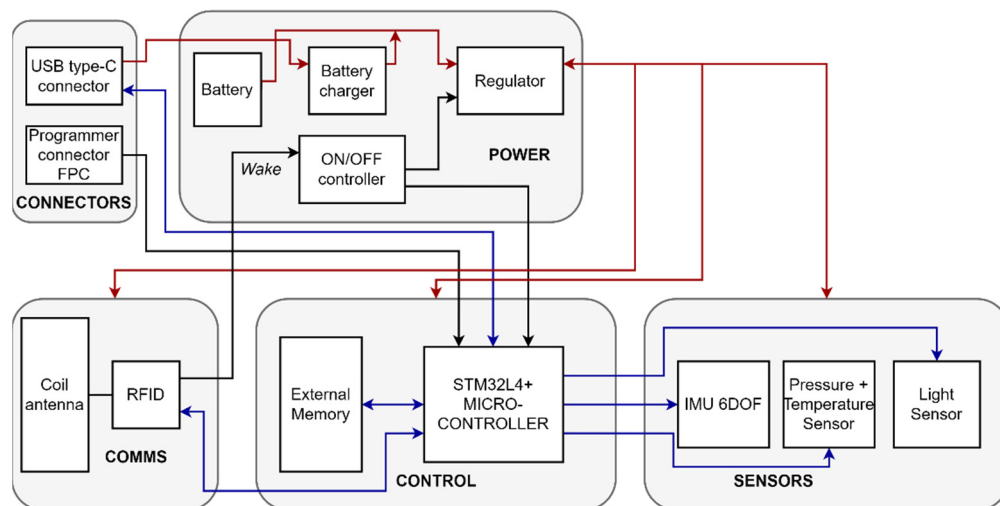 USB type-C
connector
Programmer
connector
FPC
CONNECTORS
Battery
Battery
charger
Regulator
Wake
ON/OFF
controller
POWER
Coil
antenna
RFID
COMMS
External
Memory
STM32L4+
MICRO-
CONTROLLER
CONTROL
IMU 6DOF
Pressure +
Temperature
Sensor
Light
Sensor
SENSORS